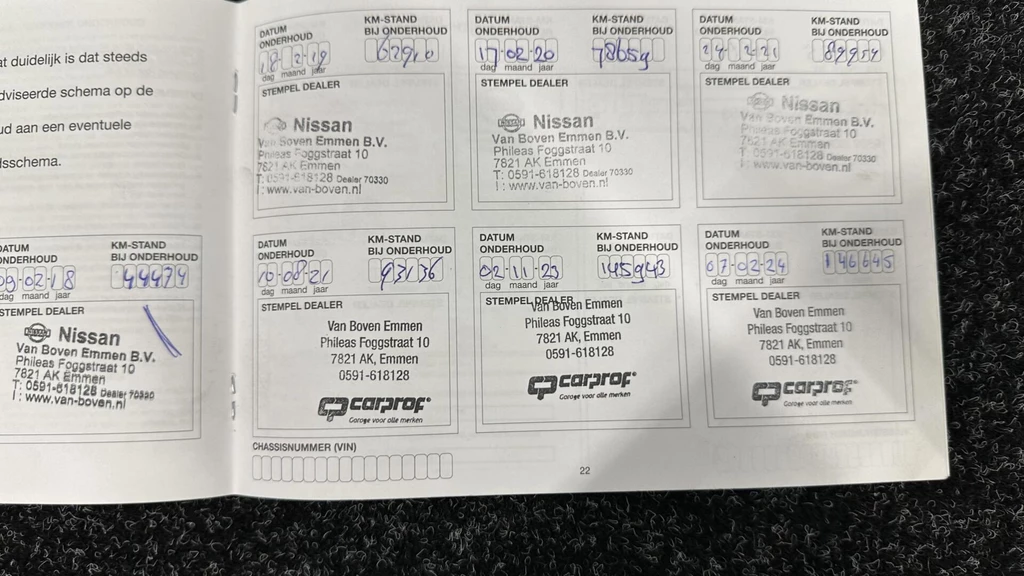 at duidelijk is dat steeds
dviseerde schema op de
ud aan een eventuele
lsschema.
DATUM
ONDERHOUD
KM-STAND
BIJ ONDERHOUD
09-02-18
44474
dag maand jaar
STEMPEL DEALER
Nissan
Van Boven Emmen B.V.
Phileas Foggstraat 10
7821 AK Emmen
T: 0591-618128 Dealer 70330
I: www.van-boven.nl
DATUM
ONDERHOUD
KM-STAND
BIJ ONDERHOUD
18-2-19
dag maand jaar
STEMPEL DEALER
Nissan
Van Boven Emmen B.V.
Phileas Foggstraat 10
7821 AK Emmen
T: 0591-618128 Dealer 70330
I: www.van-boven.nl
DATUM
ONDERHOUD
KM-STAND
BIJ ONDERHOUD
17-02-20
78659
dag maand jaar
STEMPEL DEALER
NISSAN
Nissan
Van Boven Emmen B.V.
Phileas Foggstraat 10
7821 AK Emmen
T: 0591-618128 Dealer 70330
I: www.van-boven.nl
DATUM
ONDERHOUD
KM-STAND
BIJ ONDERHOUD
dag maand jaar
STEMPEL DEALER
Nissan
Van Boven Emmen B.V.
Phileas Foggstraat 10
7821 AK Emmen
T: 0591-618128 Dealer 70330
I: www.van-boven.nl
DATUM
ONDERHOUD
KM-STAND
BIJ ONDERHOUD
10-08-21
93136
dag maand jaar
STEMPEL DEALER
Van Boven Emmen
Phileas Foggstraat 10
7821 AK, Emmen
0591-618128
carprof
Garage voor alle merken
DATUM
ONDERHOUD
KM-STAND
BIJ ONDERHOUD
02-11-23
145943
dag maand jaar
STEMPEL DEALER
Van Boven Emmen
Phileas Foggstraat 10
7821 AK, Emmen
0591-618128
carprof
Garage voor alle merken
DATUM
ONDERHOUD
KM-STAND
BIJ ONDERHOUD
07-02-24
146645
dag maand jaar
STEMPEL DEALER
Van Boven Emmen
Phileas Foggstraat 10
7821 AK, Emmen
0591-618128
carprof
Garage voor alle merken
CHASSISNUMMER (VIN)
22